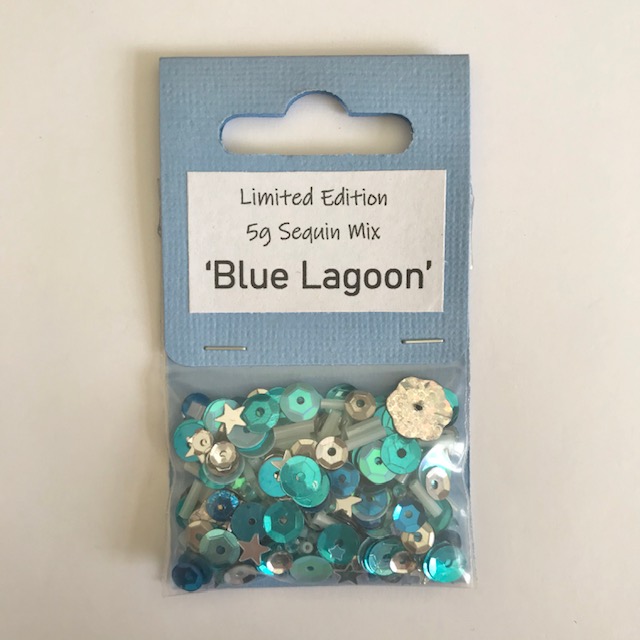 Limited Edition
5g Sequin Mix
‘Blue Lagoon’